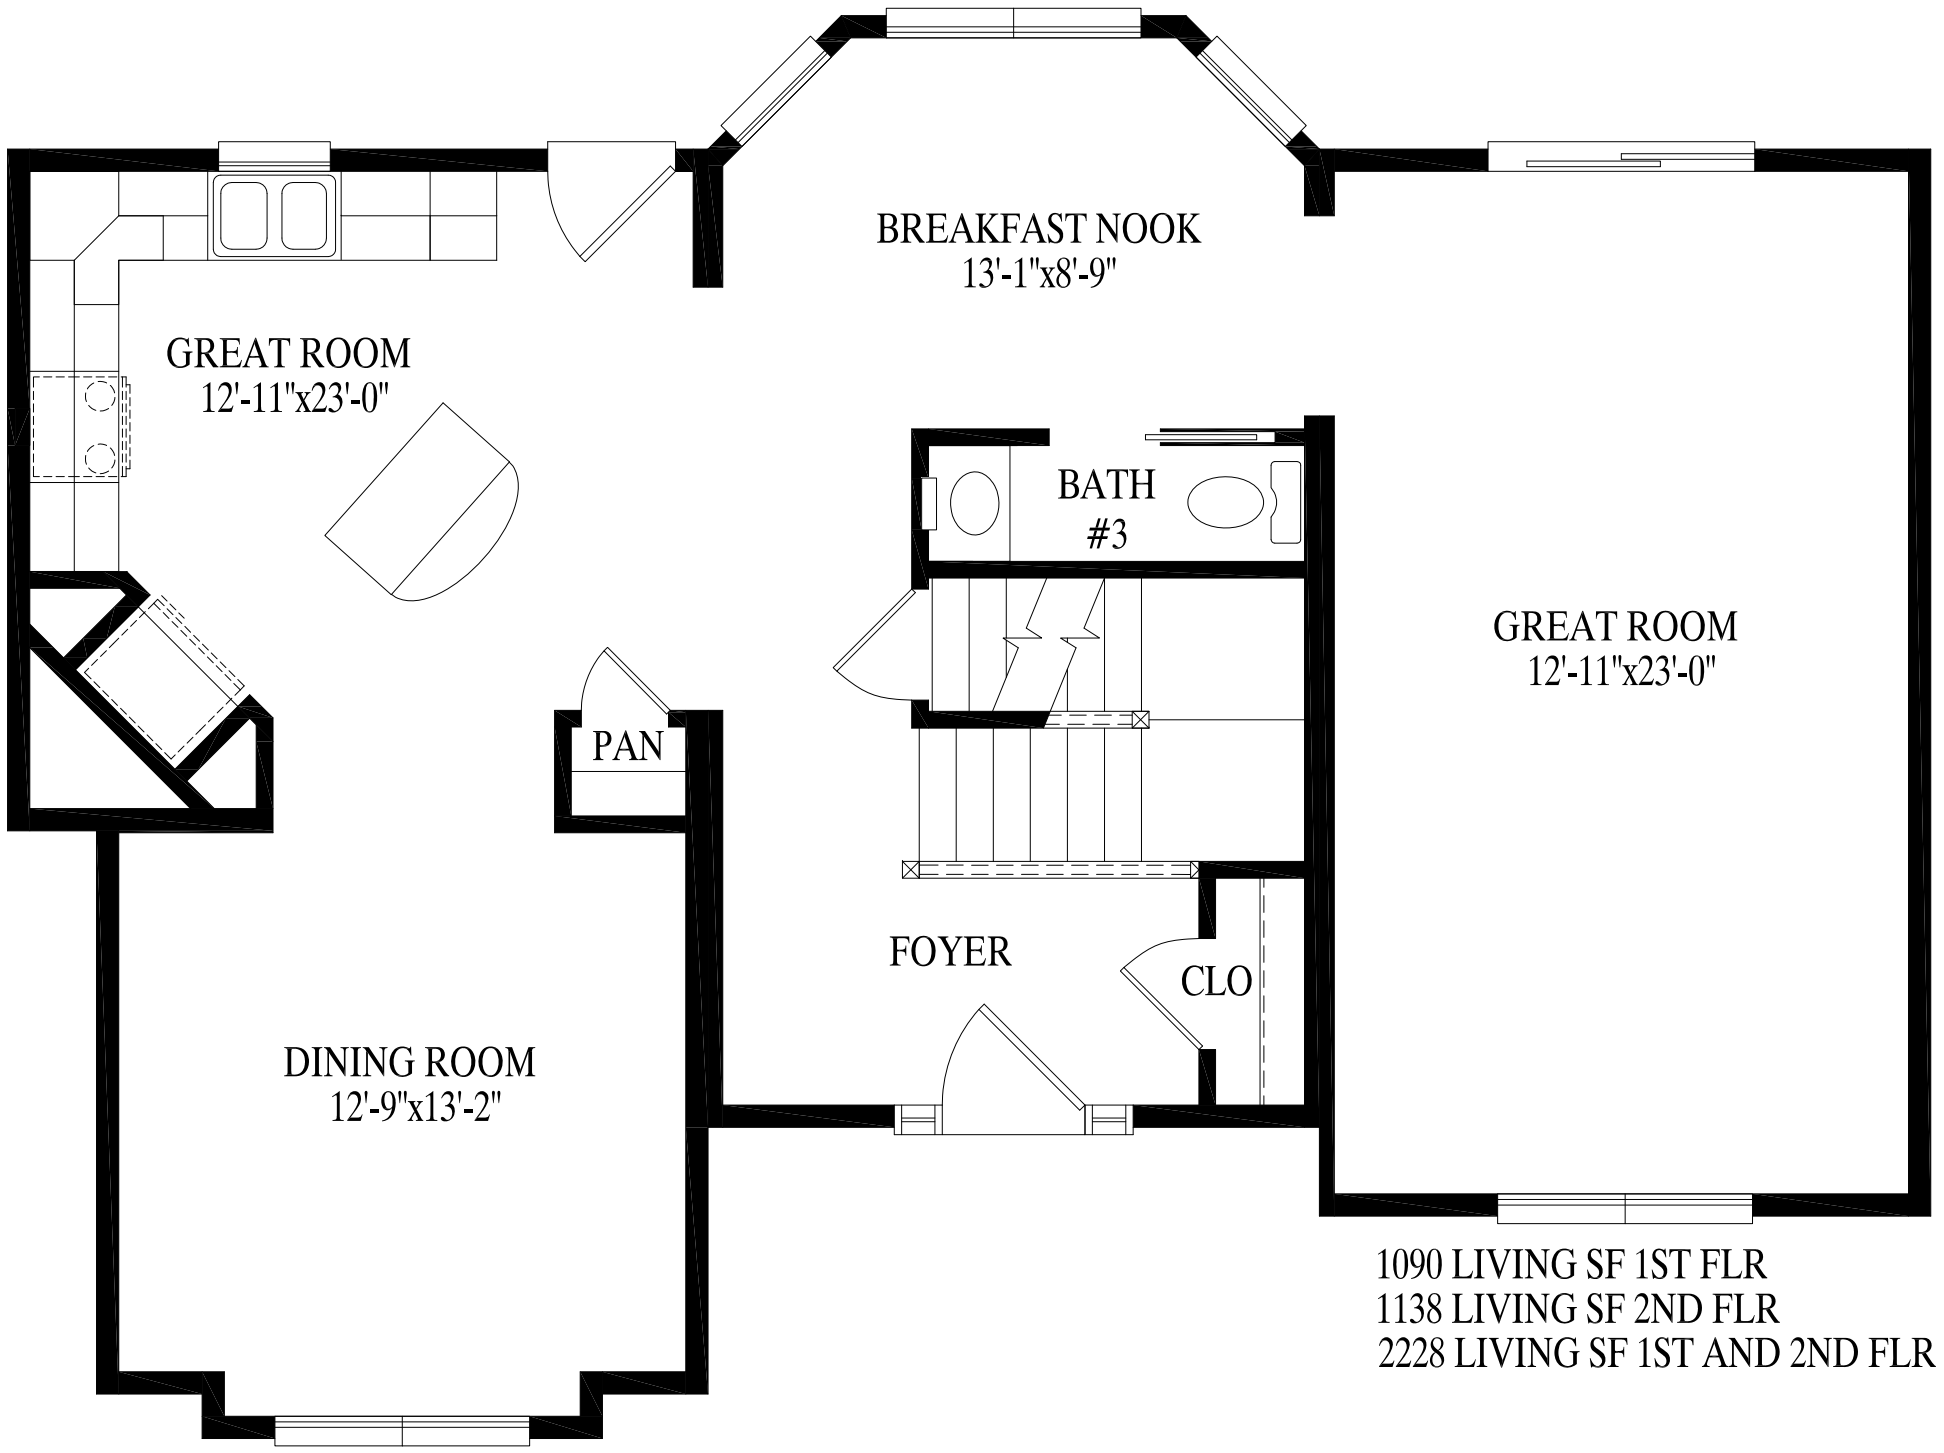 BREAKFAST NOOK
13'-1"x8'-9"
GREAT ROOM
12'-11"x23'-0"
BATH
#3
GREAT ROOM
12'-11"x23'-0"
PAN
FOYER
CLO
DINING ROOM
12'-9"x13'-2"
1090 LIVING SF 1ST FLR
1138 LIVING SF 2ND FLR
2228 LIVING SF 1ST AND 2ND FLR